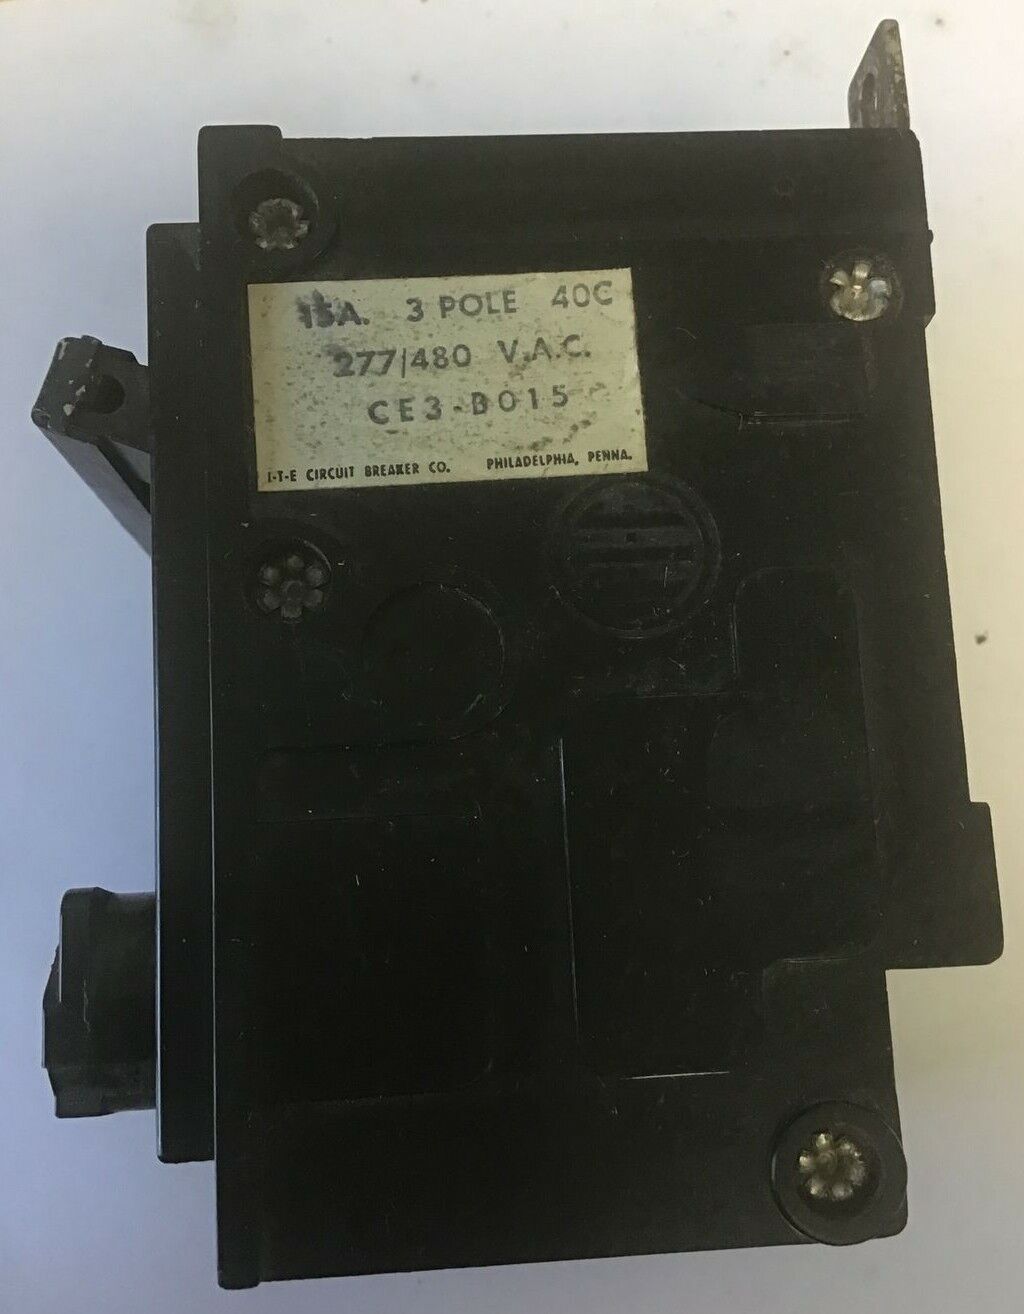 15A. 3 POLE 40C
277/480 V.A.C.
CE3-B015
I-T-E CIRCUIT BREAKER CO. PHILADELPHIA, PENNA.